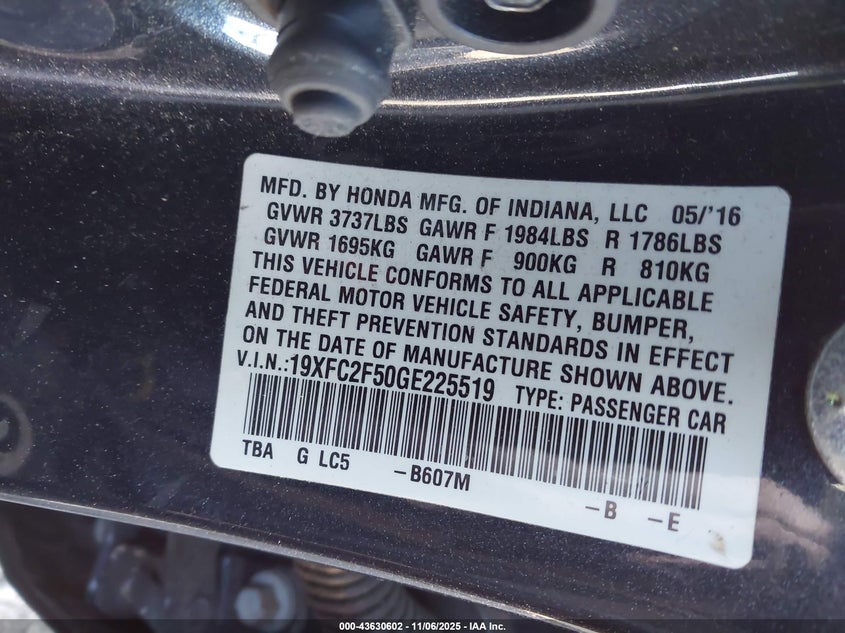 MFD. BY HONDA MFG. OF INDIANA, LLC 05/'16
GVWR 3737LBS GAWR F 1984LBS R 1786LBS
GVWR 1695KG GAWR F 900KG R 810KG
THIS VEHICLE CONFORMS TO ALL APPLICABLE
FEDERAL MOTOR VEHICLE SAFETY, BUMPER,
AND THEFT PREVENTION STANDARDS IN EFFECT
ON THE DATE OF MANUFACTURE SHOWN ABOVE.
V.I.N.:19XFC2F50GE225519 TYPE: PASSENGER CAR
TBA G LC5 -B607M -B -E
000-43630602 - 11/06/2025 - IAA Inc.